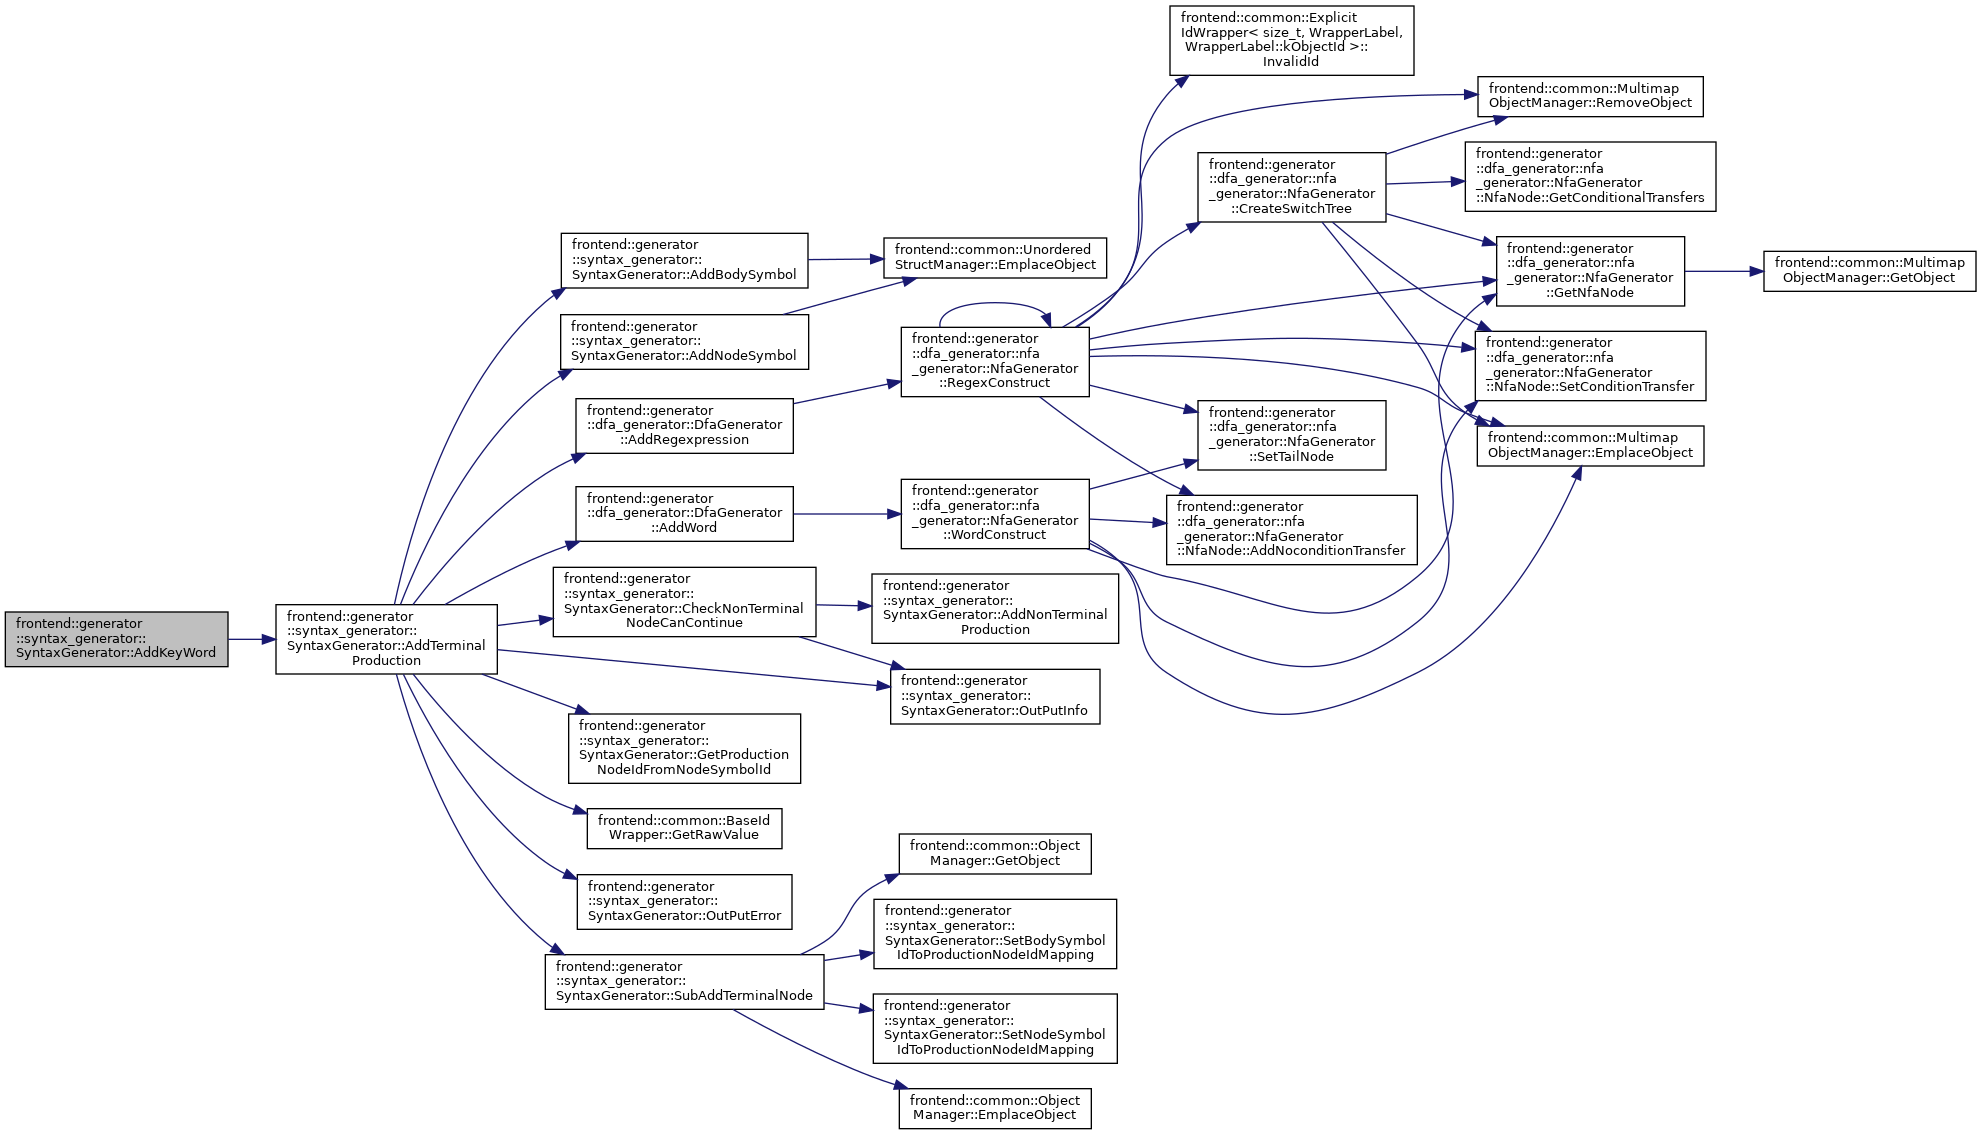 frontend::generator
::syntax_generator::
SyntaxGenerator::AddKeyWord
frontend::generator
::syntax_generator::
SyntaxGenerator::AddTerminal
Production
frontend::generator
::syntax_generator::
SyntaxGenerator::AddBodySymbol
frontend::generator
::syntax_generator::
SyntaxGenerator::AddNodeSymbol
frontend::generator
::dfa_generator::DfaGenerator
::AddRegexpression
frontend::generator
::dfa_generator::DfaGenerator
::AddWord
frontend::generator
::syntax_generator::
SyntaxGenerator::CheckNonTerminal
NodeCanContinue
frontend::generator
::syntax_generator::
SyntaxGenerator::GetProduction
NodeIdFromNodeSymbolId
frontend::common::BaseId
Wrapper::GetRawValue
frontend::generator
::syntax_generator::
SyntaxGenerator::OutPutError
frontend::generator
::syntax_generator::
SyntaxGenerator::SubAddTerminalNode
frontend::common::Unordered
StructManager::EmplaceObject
frontend::generator
::dfa_generator::nfa
_generator::NfaGenerator
::RegexConstruct
frontend::generator
::dfa_generator::nfa
_generator::NfaGenerator
::WordConstruct
frontend::generator
::syntax_generator::
SyntaxGenerator::AddNonTerminal
Production
frontend::generator
::syntax_generator::
SyntaxGenerator::OutPutInfo
frontend::common::Object
Manager::GetObject
frontend::generator
::syntax_generator::
SyntaxGenerator::SetBodySymbol
IdToProductionNodeIdMapping
frontend::generator
::syntax_generator::
SyntaxGenerator::SetNodeSymbol
IdToProductionNodeIdMapping
frontend::common::Object
Manager::EmplaceObject
frontend::common::Explicit
IdWrapper< size_t, WrapperLabel,
WrapperLabel::kObjectId >::
InvalidId
frontend::generator
::dfa_generator::nfa
_generator::NfaGenerator
::CreateSwitchTree
frontend::generator
::dfa_generator::nfa
_generator::NfaGenerator
::SetTailNode
frontend::generator
::dfa_generator::nfa
_generator::NfaGenerator
::NfaNode::AddNoconditionTransfer
frontend::common::Multimap
ObjectManager::RemoveObject
frontend::generator
::dfa_generator::nfa
_generator::NfaGenerator
::NfaNode::GetConditionalTransfers
frontend::generator
::dfa_generator::nfa
_generator::NfaGenerator
::GetNfaNode
frontend::generator
::dfa_generator::nfa
_generator::NfaGenerator
::NfaNode::SetConditionTransfer
frontend::common::Multimap
ObjectManager::EmplaceObject
frontend::common::Multimap
ObjectManager::GetObject